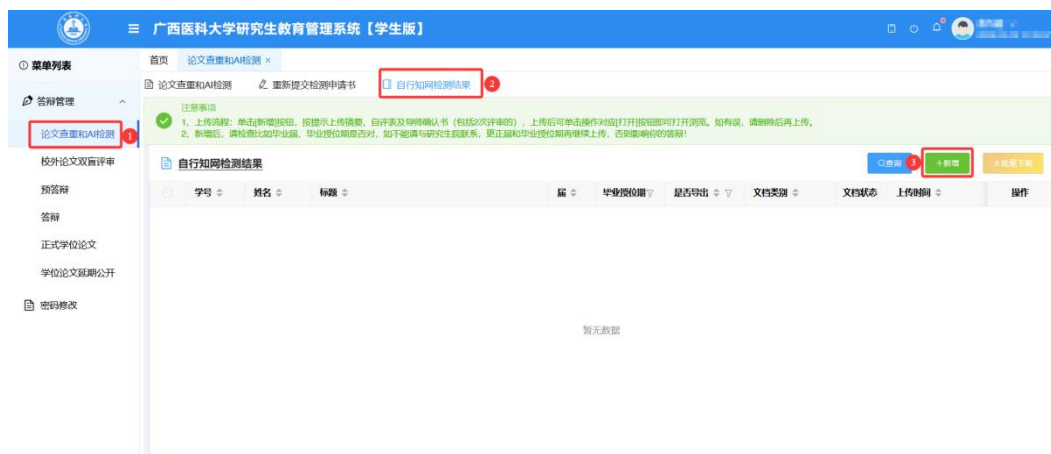 广西医科大学研究生教育管理系统【学生版】
菜单列表
首页 论文查重和AI检测 ×
论文查重和AI检测 重新提交检测申请书 自行知网检测结果 2
答辩管理
注意事项
1、上传流程：单击[新增]按钮，按提示上传摘要、自评表及导师确认书（包括2次评审的），上传后可单击操作对应[打开]按钮即可打开浏览。如有误，请删除后再上传。
2、新增后，请检查比如毕业届、毕业授位期是否对，如不能请与研究生院联系，更正届和毕业授位期再继续上传，否则影响你的答辩！
论文查重和AI检测 1
校外论文双盲评审
自行知网检测结果
查询 3 +新增 批量下载
学号 姓名 标题 届 毕业授位期 是否导出 文档类别 文档状态 上传时间 操作
预答辩
答辩
正式学位论文
学位论文延期公开
密码修改
暂无数据